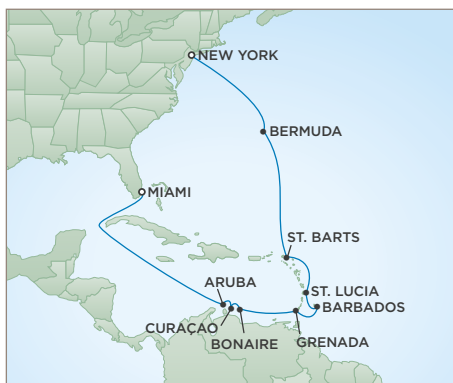 NEW YORK
BERMUDA
MIAMI
ST. BARTS
ARUBA
ST. LUCIA
BARBADOS
CURAÇAO
BONAIRE
GRENADA